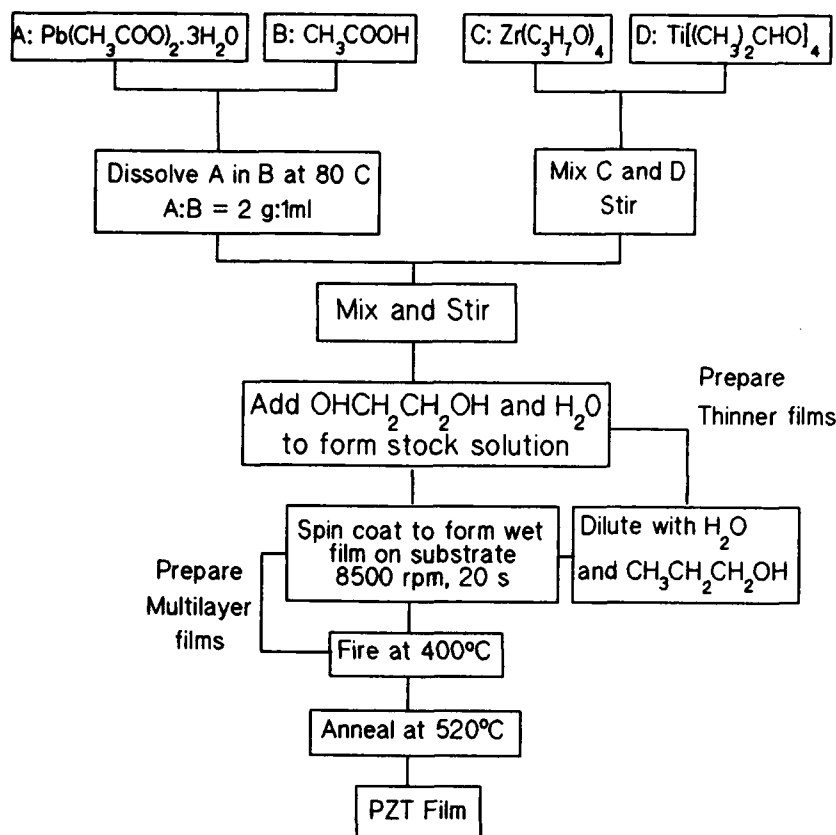 A: Pb(CH₃COO)₂.3H₂O
B: CH₃COOH
C: Zr(C₃H₇O)₄
D: Ti[(CH₃)₂CHO]₄
Dissolve A in B at 80 C
A:B = 2 g:1ml
Mix C and D
Stir
Mix and Stir
Add OHCH₂CH₂OH and H₂O
to form stock solution
Prepare
Thinner films
Spin coat to form wet
film on substrate
8500 rpm, 20 s
Dilute with H₂O
and CH₃CH₂CH₂OH
Prepare
Multilayer
films
Fire at 400ºC
Anneal at 520ºC
PZT Film